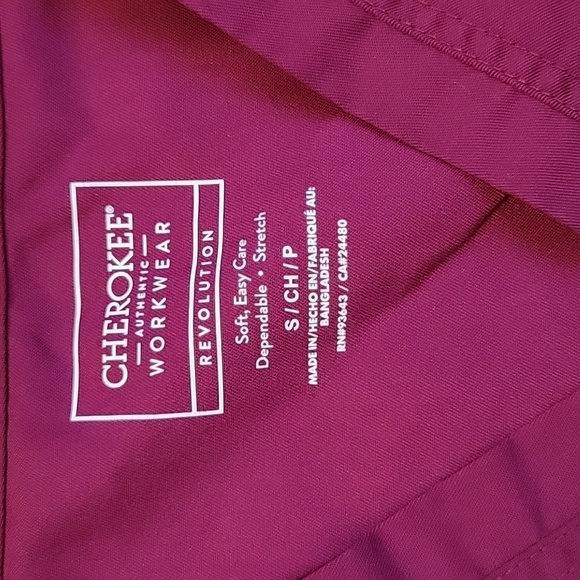 CHEROKEE®
— AUTHENTIC —
WORKWEAR
REVOLUTION
Soft, Easy Care
Dependable • Stretch
S / CH / P
MADE IN/HECHO EN/FABRIQUÉ AU:
BANGLADESH
RN#93643 / CA#24480